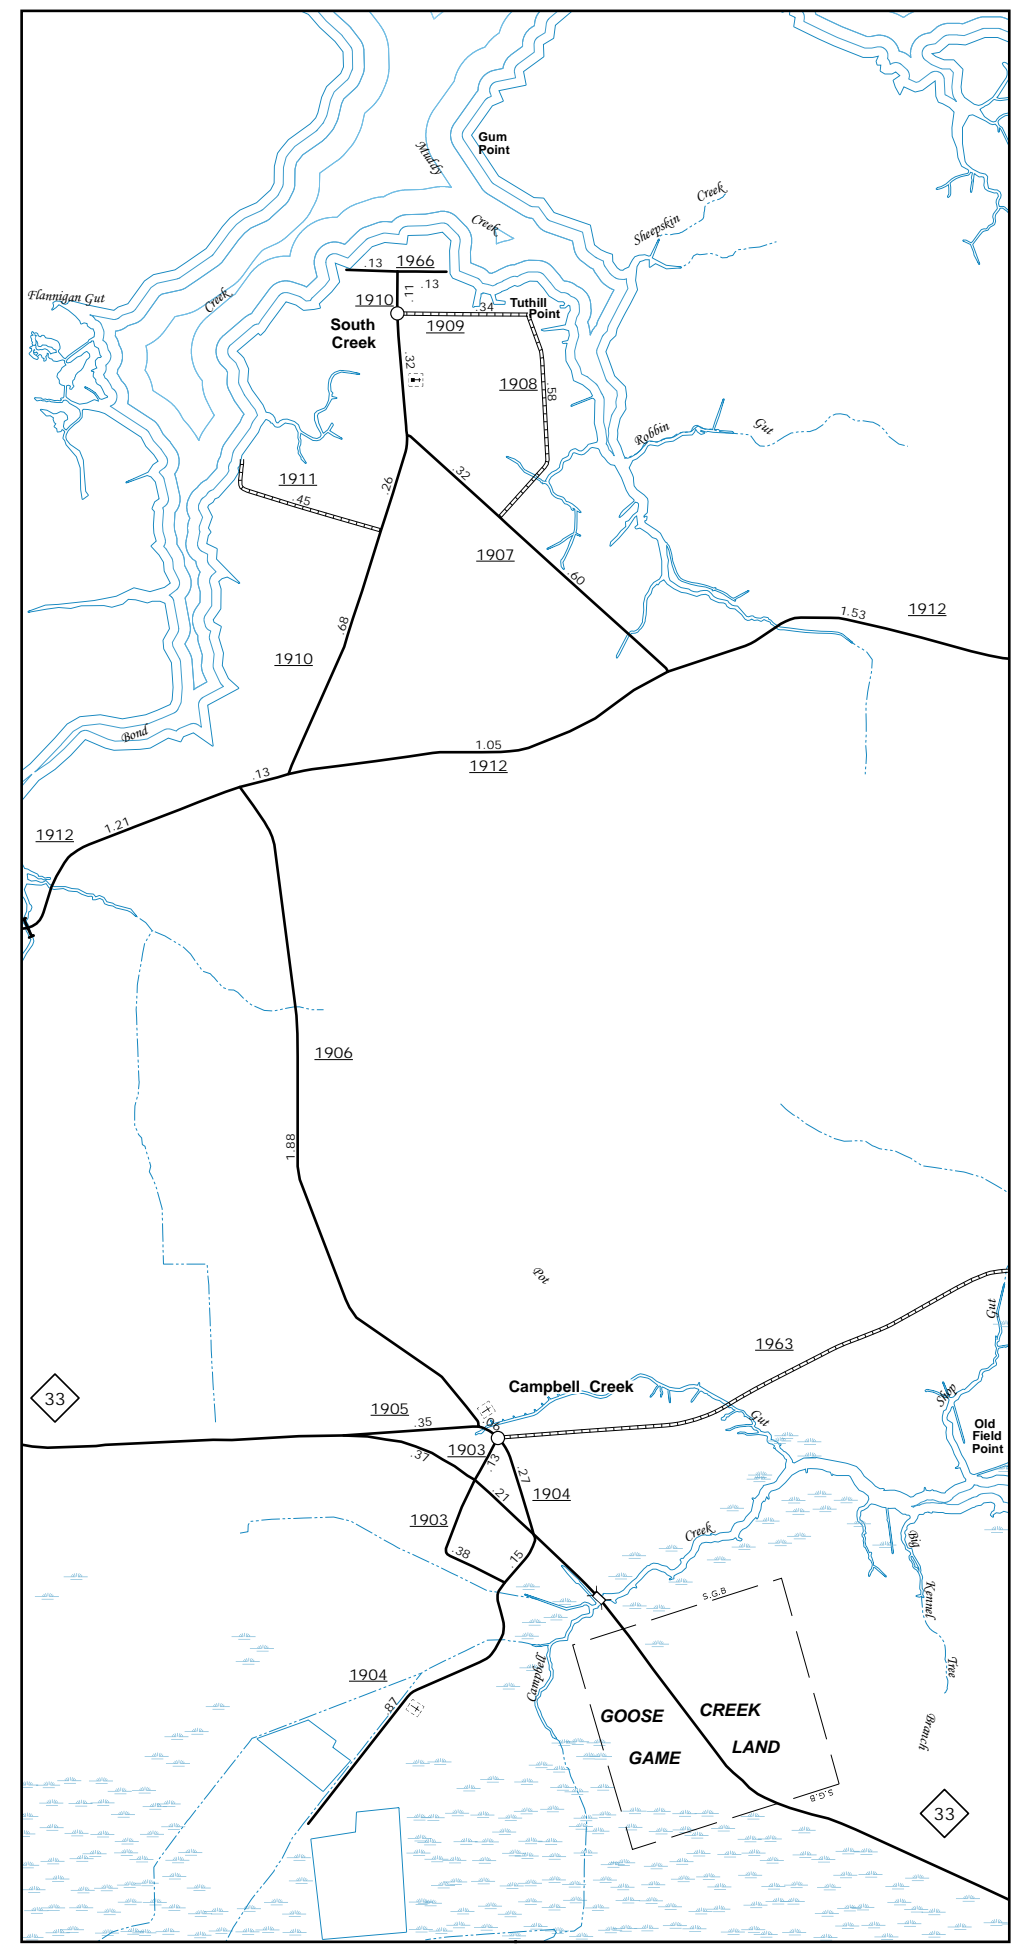 Gum
Point
Muddy
Creek
Creek
Sheepskin
Creek
Flannigan Gut
Creek
.13
1966
.13
.11
1910
.34
Tuthill
Point
1909
South
Creek
.32
1908
.58
Robbin
Gut
.32
.26
1911
.45
1907
.60
.68
1910
1.53
1912
Bond
1.05
1912
.13
1.21
1912
1906
1.88
Pot
Gut
1963
33
Campbell Creek
Shop
1905
.35
.06
Gut
Old
Field
Point
1903
.13
.37
.27
.21
1904
1903
Creek
.38
.15
Big
Kennel
Tree
Branch
S.G.B
Campbell
1904
.87
GOOSE CREEK
GAME LAND
S.G.B
33